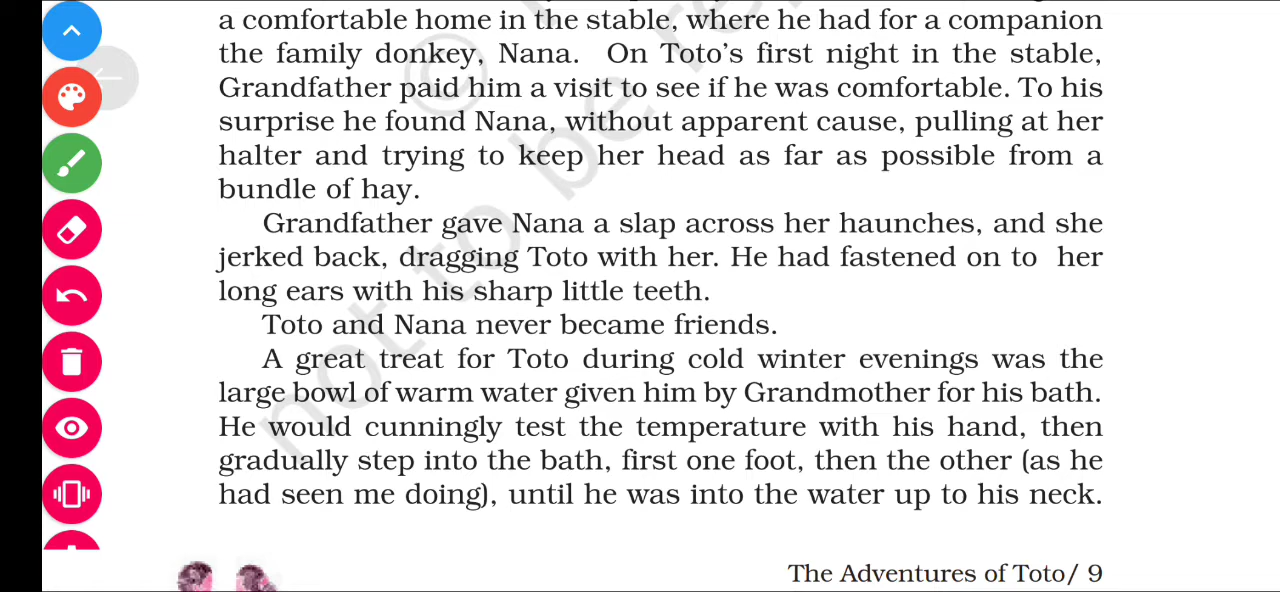 a comfortable home in the stable, where he had for a companion
the family donkey, Nana. On Toto's first night in the stable,
Grandfather paid him a visit to see if he was comfortable. To his
surprise he found Nana, without apparent cause, pulling at her
halter and trying to keep her head as far as possible from a
bundle of hay.
Grandfather gave Nana a slap across her haunches, and she
jerked back, dragging Toto with her. He had fastened on to her
long ears with his sharp little teeth.
Toto and Nana never became friends.
A great treat for Toto during cold winter evenings was the
large bowl of warm water given him by Grandmother for his bath.
He would cunningly test the temperature with his hand, then
gradually step into the bath, first one foot, then the other (as he
had seen me doing), until he was into the water up to his neck.
The Adventures of Toto/ 9
© not to be re